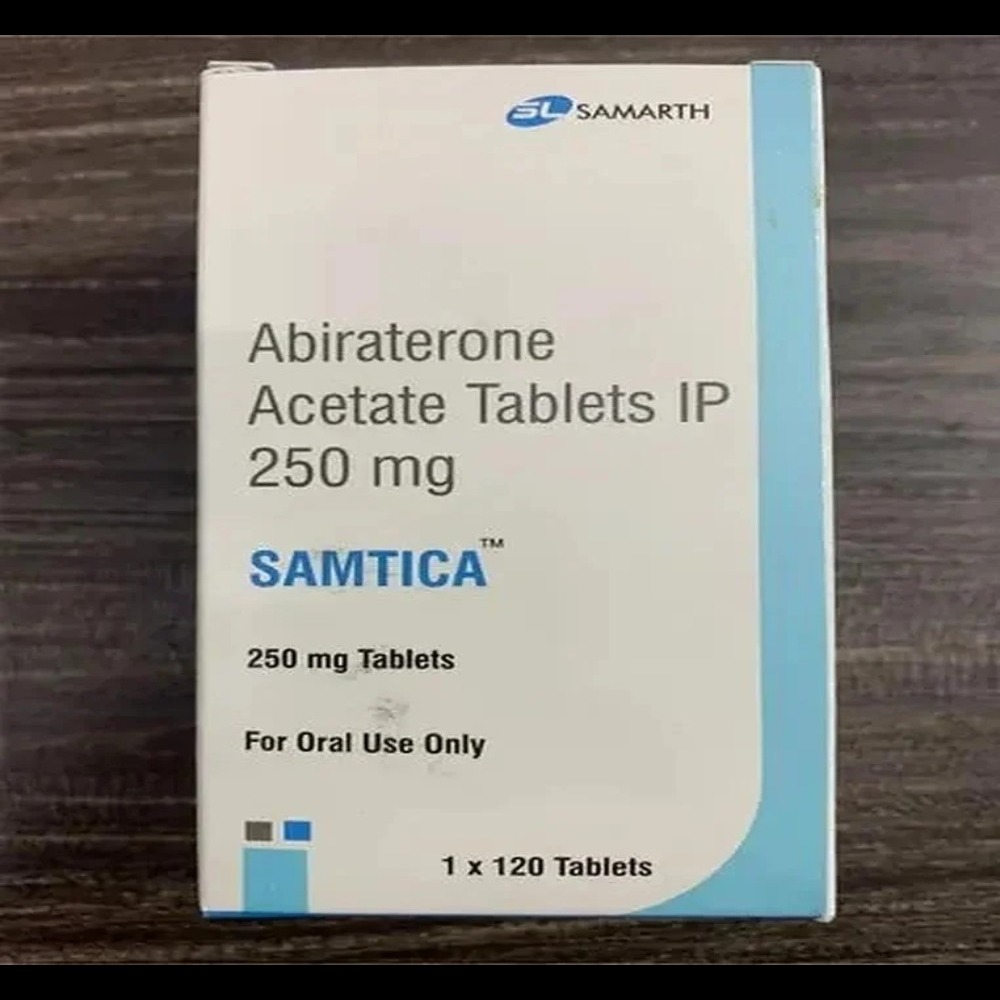 SL SAMARTH
Abiraterone
Acetate Tablets IP
250 mg
SAMTICA™
250 mg Tablets
For Oral Use Only
1 x 120 Tablets